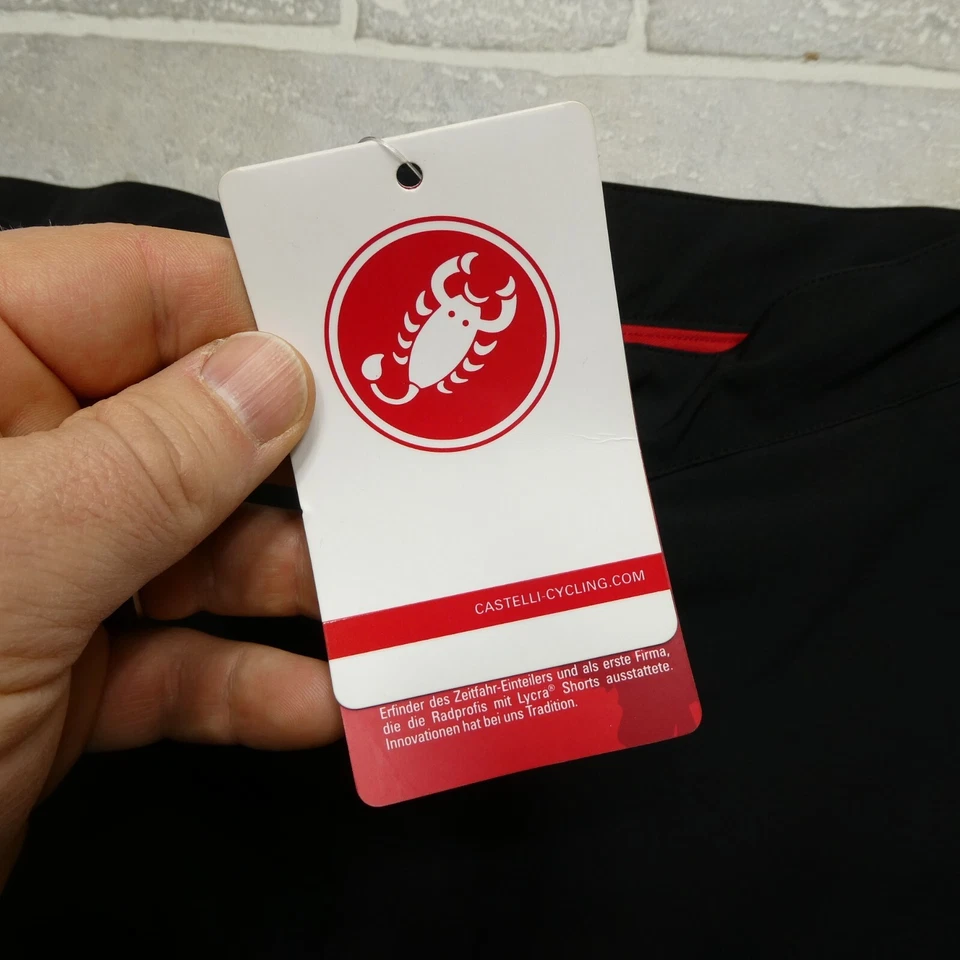 CASTELLI-CYCLING.COM
Erfinder des Zeitfahr-Einteilers und als erste Firma,
die die Radprofis mit Lycra® Shorts ausstattete.
Innovationen hat bei uns Tradition.